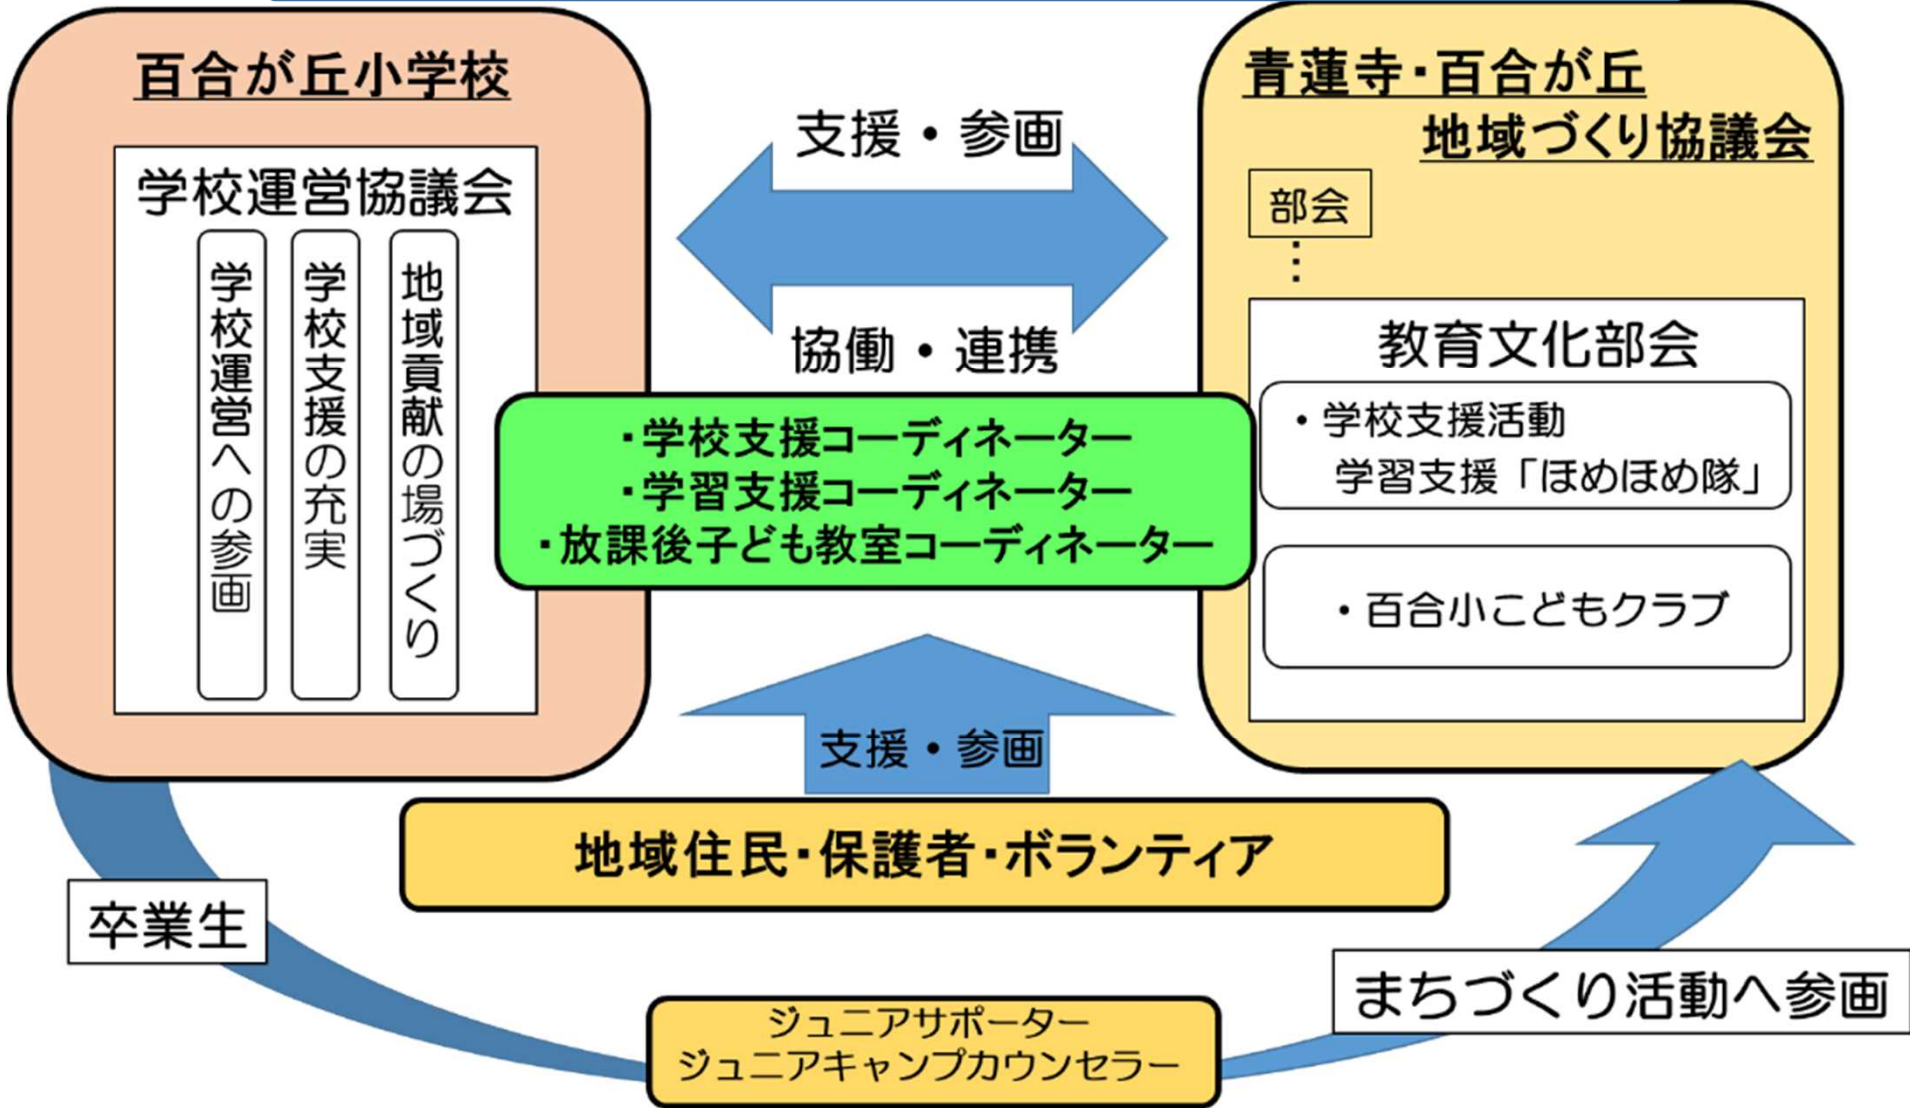 百合が丘小学校
学校運営協議会
学校運営への参画
学校支援の充実
地域貢献の場づくり
支援・参画
協働・連携
・学校支援コーディネーター
・学習支援コーディネーター
・放課後子ども教室コーディネーター
青蓮寺・百合が丘
地域づくり協議会
部会
⋮
教育文化部会
・学校支援活動
学習支援「ほめほめ隊」
・百合小こどもクラブ
支援・参画
地域住民・保護者・ボランティア
卒業生
ジュニアサポーター
ジュニアキャンプカウンセラー
まちづくり活動へ参画